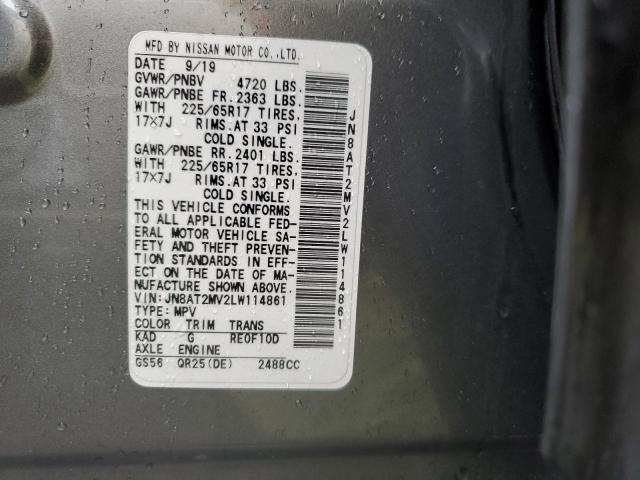 MFD BY NISSAN MOTOR CO.,LTD.
DATE 9/19
GVWR/PNBV 4720 LBS.
GAWR/PNBE FR.2363 LBS.
WITH 225/65R17 TIRES,
17X7J RIMS.AT 33 PSI
COLD SINGLE.
GAWR/PNBE RR.2401 LBS.
WITH 225/65R17 TIRES,
17X7J RIMS.AT 33 PSI
COLD SINGLE.
THIS VEHICLE CONFORMS
TO ALL APPLICABLE FED-
ERAL MOTOR VEHICLE SA-
FETY AND THEFT PREVEN-
TION STANDARDS IN EFF-
ECT ON THE DATE OF MA-
NUFACTURE SHOWN ABOVE.
VIN:JN8AT2MV2LW114861
TYPE:MPV
COLOR TRIM TRANS
KAD G RE0F10D
AXLE ENGINE
GS56 QR25(DE) 2488CC
JN8AT2MV2LW114861